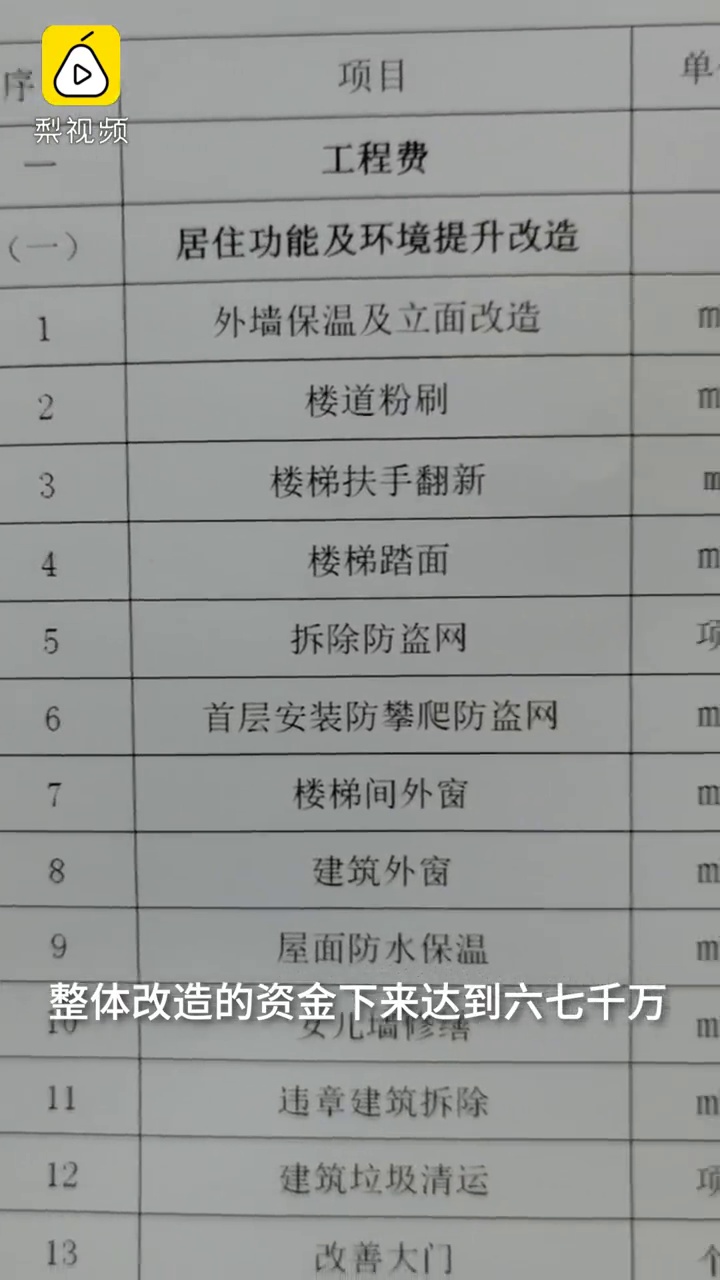 梨视频
序 项目 单
一 工程费
（一） 居住功能及环境提升改造
1 外墙保温及立面改造 m
2 楼道粉刷 m
3 楼梯扶手翻新 m
4 楼梯踏面 m
5 拆除防盗网 项
6 首层安装防攀爬防盗网 m
7 楼梯间外窗 m
8 建筑外窗 m
9 屋面防水保温 m
整体改造的资金下来达到六七千万
10 女儿墙修缮 m
11 违章建筑拆除 m
12 建筑垃圾清运 项
13 改善大门 个